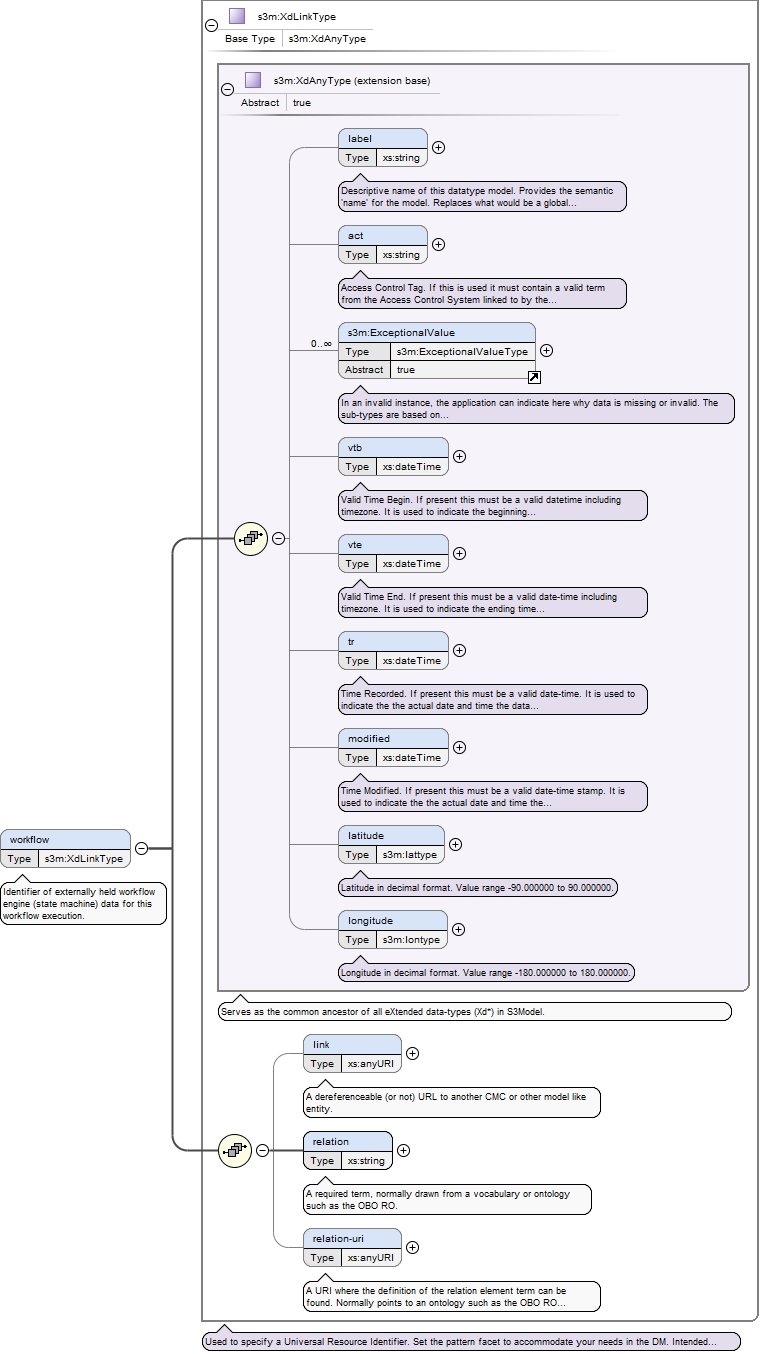 s3m:XdLinkType
Base Type s3m:XdAnyType
s3m:XdAnyType (extension base)
Abstract true
label
Type xs:string
Descriptive name of this datatype model. Provides the semantic
'name' for the model. Replaces what would be a global...
act
Type xs:string
Access Control Tag. If this is used it must contain a valid term
from the Access Control System linked to by the...
0..∞
s3m:ExceptionalValue
Type s3m:ExceptionalValueType
Abstract true
In an invalid instance, the application can indicate here why data is missing or invalid. The
sub-types are based on...
vtb
Type xs:dateTime
Valid Time Begin. If present this must be a valid datetime including
timezone. It is used to indicate the beginning...
vte
Type xs:dateTime
Valid Time End. If present this must be a valid date-time including
timezone. It is used to indicate the ending time...
tr
Type xs:dateTime
Time Recorded. If present this must be a valid date-time. It is used to
indicate the the actual date and time the data...
modified
Type xs:dateTime
Time Modified. If present this must be a valid date-time stamp. It is
used to indicate the the actual date and time the...
latitude
Type s3m:lattype
Latitude in decimal format. Value range -90.000000 to 90.000000.
longitude
Type s3m:lontype
Longitude in decimal format. Value range -180.000000 to 180.000000.
workflow
Type s3m:XdLinkType
Identifier of externally held workflow
engine (state machine) data for this
workflow execution.
Serves as the common ancestor of all eXtended data-types (Xd*) in S3Model.
link
Type xs:anyURI
A dereferenceable (or not) URL to another CMC or other model like
entity.
relation
Type xs:string
A required term, normally drawn from a vocabulary or ontology
such as the OBO RO.
relation-uri
Type xs:anyURI
A URI where the definition of the relation element term can be
found. Normally points to an ontology such as the OBO RO...
Used to specify a Universal Resource Identifier. Set the pattern facet to accommodate your needs in the DM. Intended...